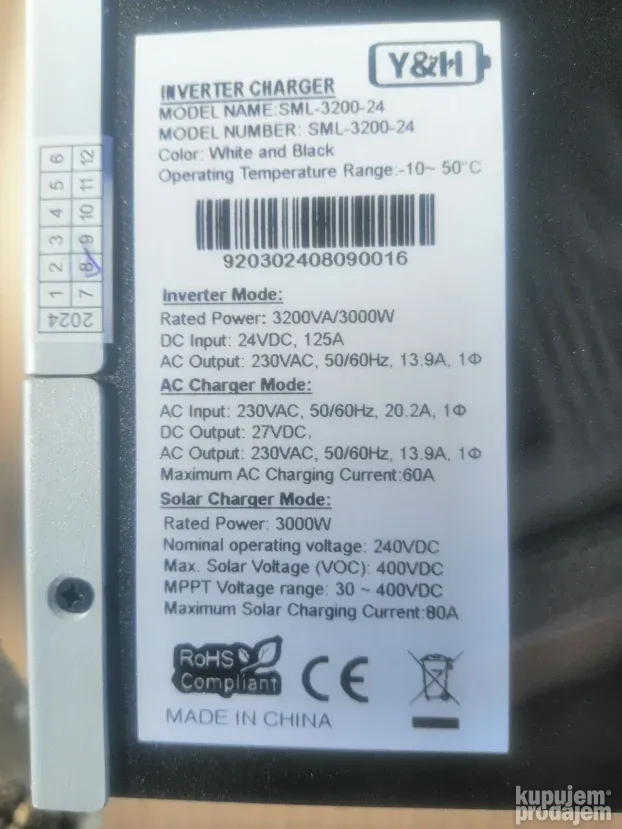 Y&H
INVERTER CHARGER
MODEL NAME:SML-3200-24
MODEL NUMBER: SML-3200-24
Color: White and Black
Operating Temperature Range:-10~ 50°C
920302408090016
Inverter Mode:
Rated Power: 3200VA/3000W
DC Input: 24VDC, 125A
AC Output: 230VAC, 50/60Hz, 13.9A, 1Φ
AC Charger Mode:
AC Input: 230VAC, 50/60Hz, 20.2A, 1Φ
DC Output: 27VDC,
AC Output: 230VAC, 50/60Hz, 13.9A, 1Φ
Maximum AC Charging Current:60A
Solar Charger Mode:
Rated Power: 3000W
Nominal operating voltage: 240VDC
Max. Solar Voltage (VOC): 400VDC
MPPT Voltage range: 30 ~ 400VDC
Maximum Solar Charging Current:80A
RoHS
Compliant
CE
MADE IN CHINA
2024
1 2 3 4 5 6
7 8 9 10 11 12
kupujem
prodajem